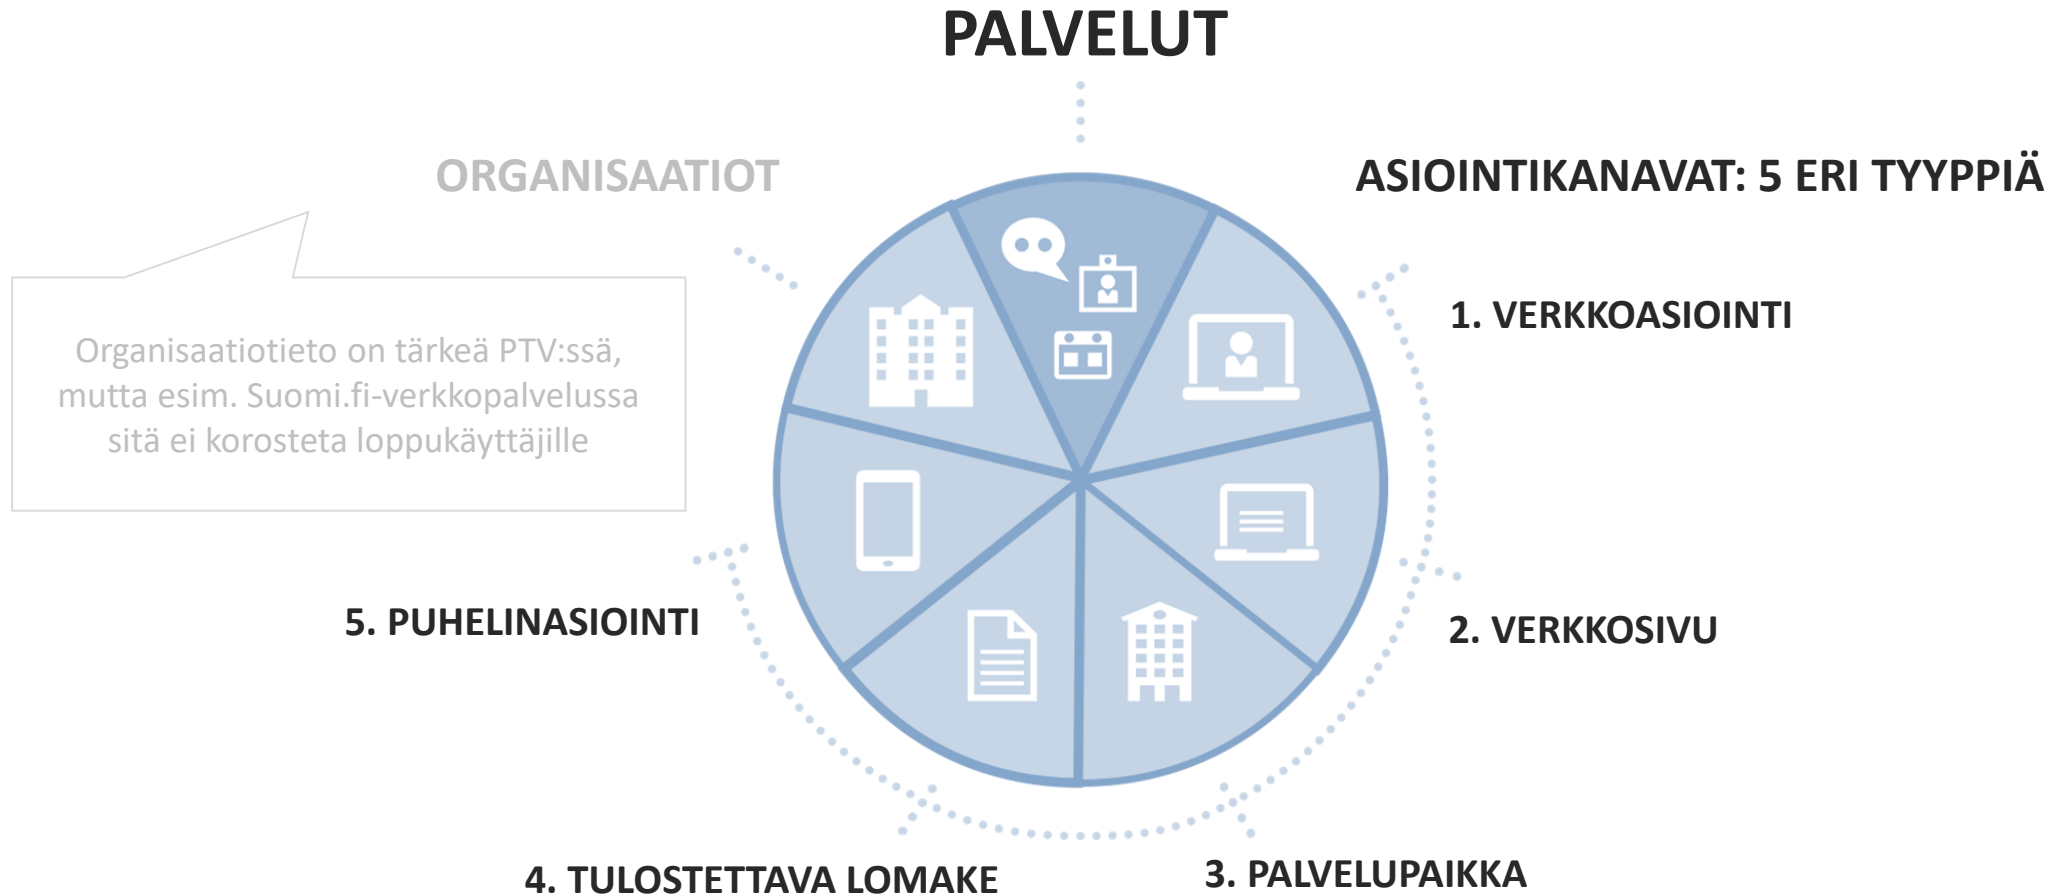 PALVELUT
ORGANISAATIOT
ASIOINTIKANAVAT: 5 ERI TYYPPIÄ
Organisaatiotieto on tärkeä PTV:ssä,
mutta esim. Suomi.fi-verkkopalvelussa
sitä ei korosteta loppukäyttäjille
1. VERKKOASIOINTI
2. VERKKOSIVU
3. PALVELUPAIKKA
4. TULOSTETTAVA LOMAKE
5. PUHELINASIOINTI